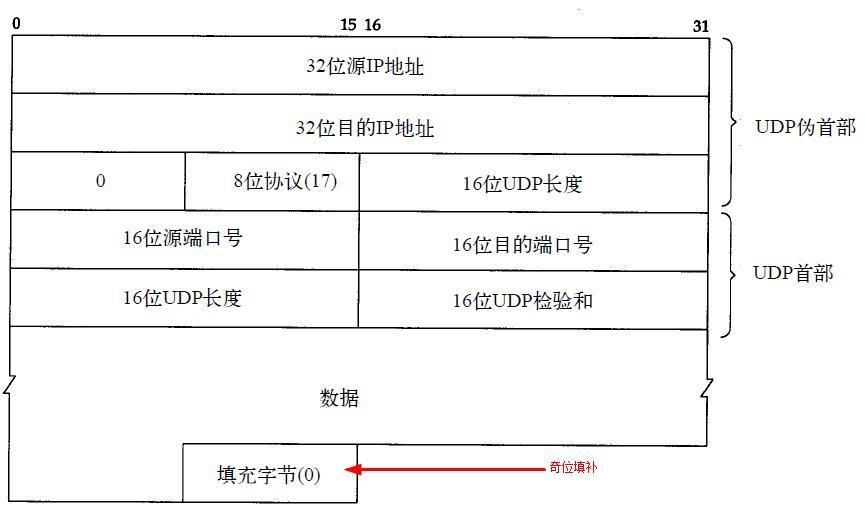 0 15 16 31
32位源IP地址
32位目的IP地址
UDP伪首部
0 8位协议(17) 16位UDP长度
16位源端口号 16位目的端口号
UDP首部
16位UDP长度 16位UDP检验和
数据
填充字节(0) 奇位填补